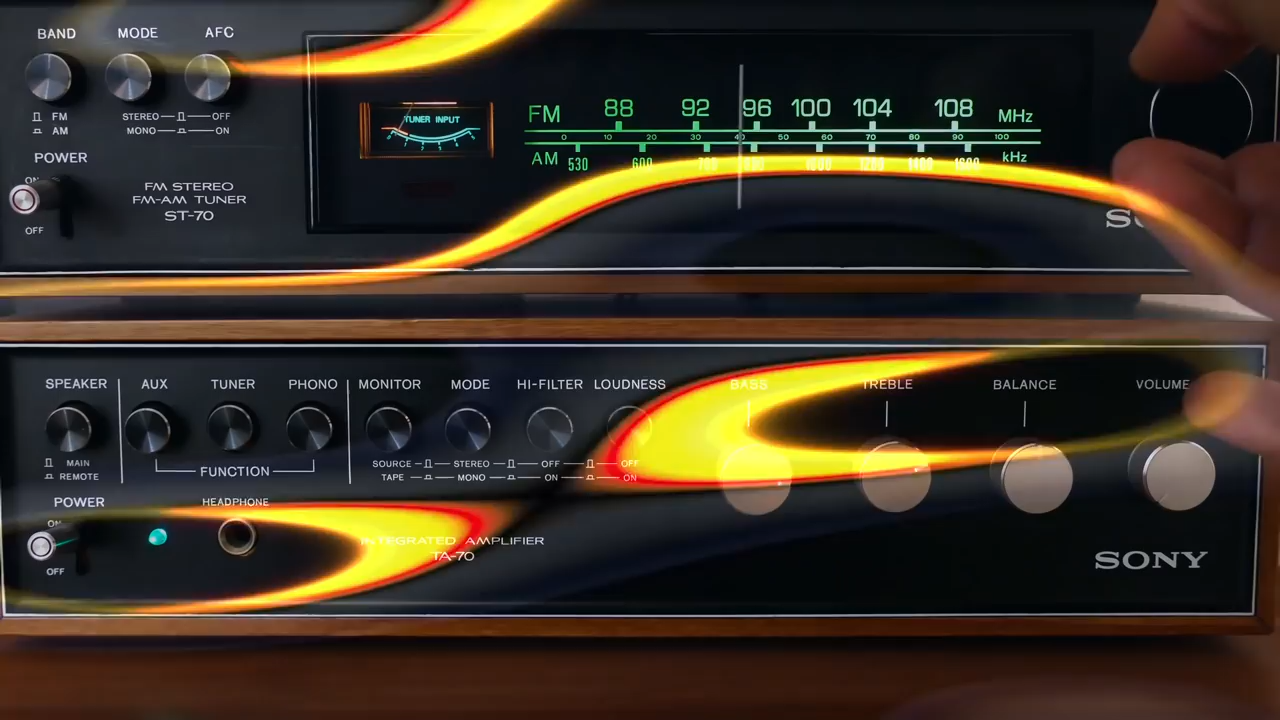 BAND MODE AFC
FM STEREO OFF
AM MONO ON
POWER
ON
OFF
FM STEREO
FM-AM TUNER
ST-70
TUNER INPUT
FM 88 92 96 100 104 108 MHz
0 10 20 30 40 50 60 70 80 90 100
AM 530 600 kHz
SPEAKER AUX TUNER PHONO MONITOR MODE HI-FILTER LOUDNESS BASS TREBLE BALANCE VOLUME
MAIN
REMOTE
FUNCTION
SOURCE STEREO OFF OFF
TAPE MONO ON ON
POWER
ON
OFF
HEADPHONE
INTEGRATED AMPLIFIER
TA-70
SONY